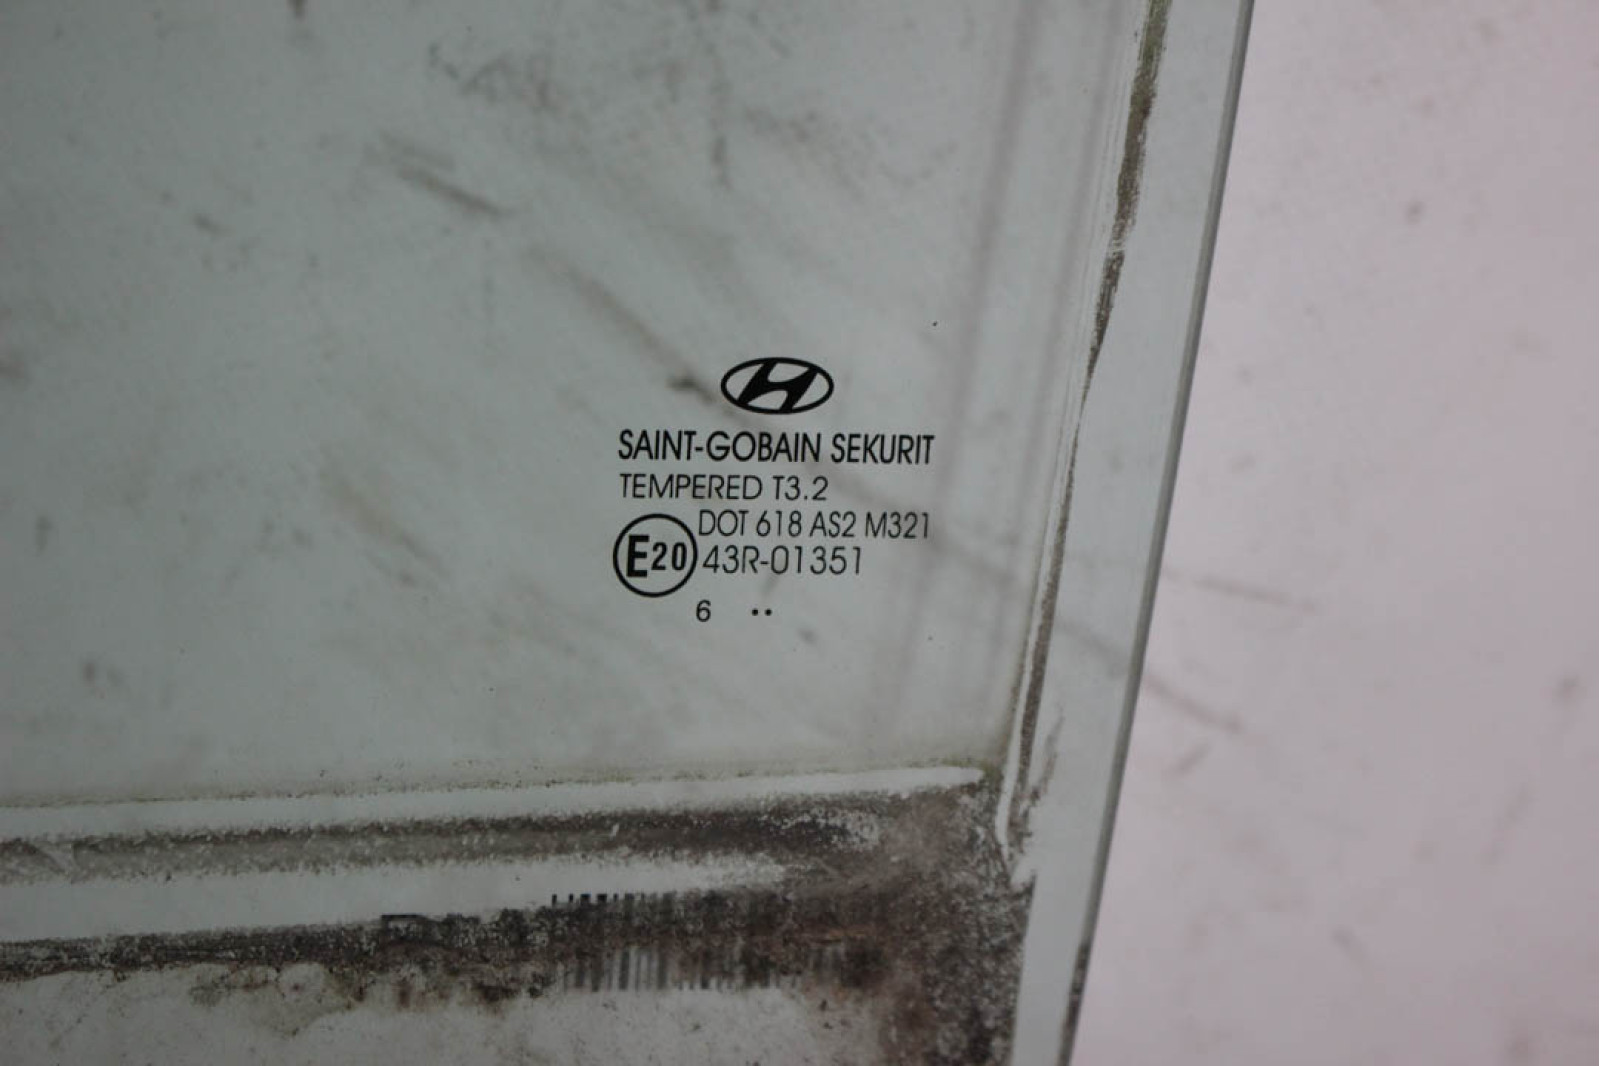 SAINT-GOBAIN SEKURIT
TEMPERED T3.2
DOT 618 AS2 M321
E20 43R-01351
6 ..